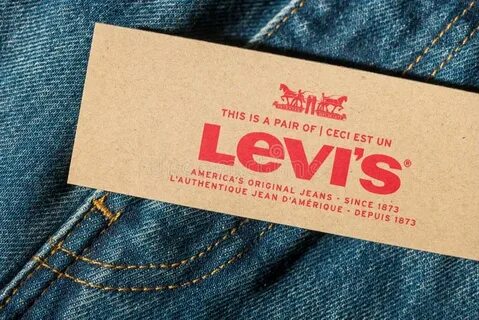 THIS IS A PAIR OF | CECI EST UN
LEVI'S®
AMERICA'S ORIGINAL JEANS - SINCE 1873
L'AUTHENTIQUE JEAN D'AMÉRIQUE - DEPUIS 1873